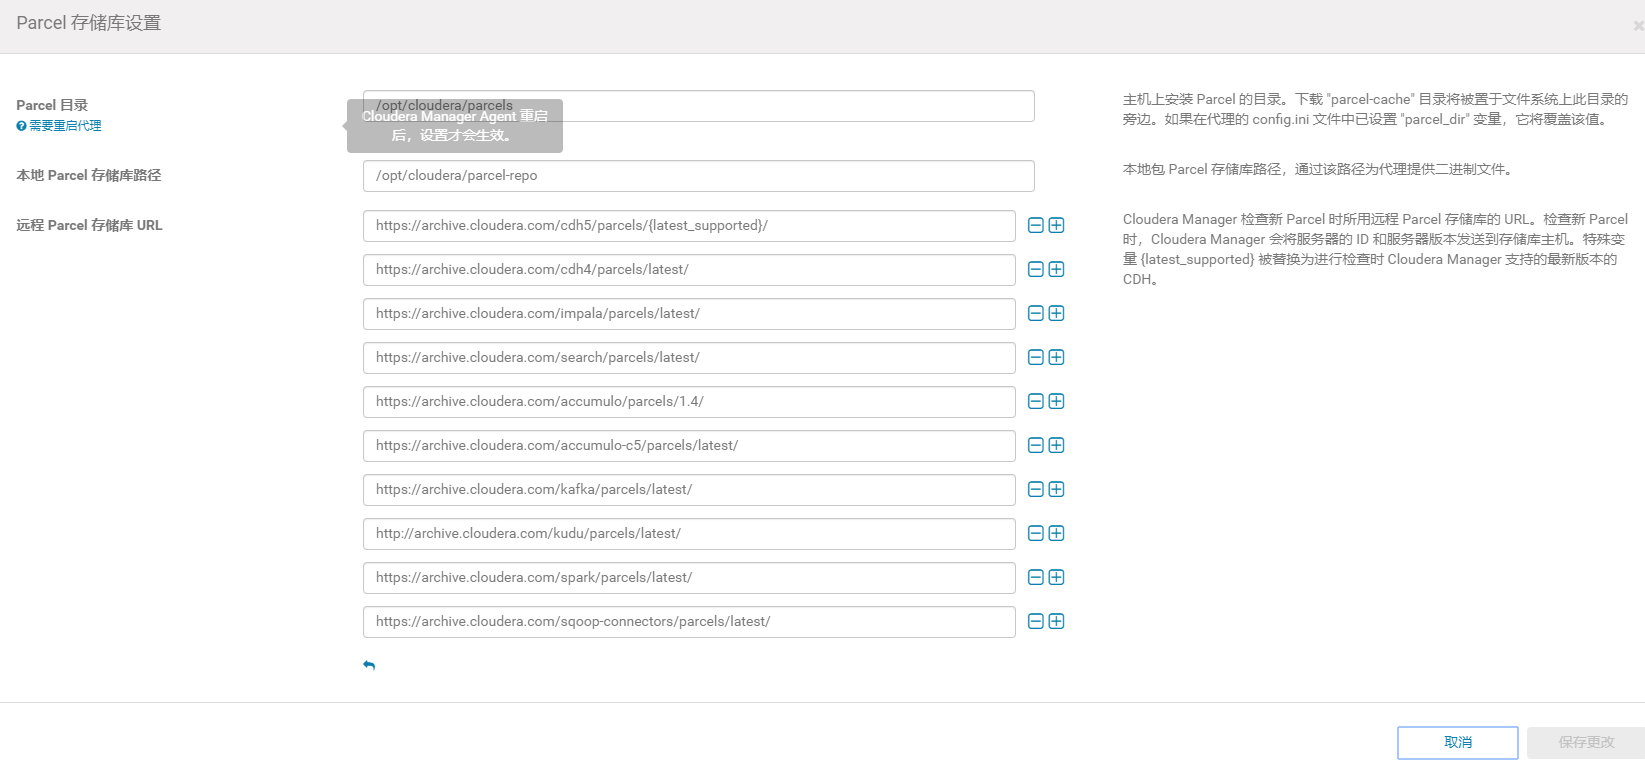 Parcel 存储库设置
Parcel 目录
需要重启代理
/opt/cloudera/parcels
Cloudera Manager Agent 重启
后，设置才会生效。
主机上安装 Parcel 的目录。下载 "parcel-cache" 目录将被置于文件系统上此目录的
旁边。如果在代理的 config.ini 文件中已设置 "parcel_dir" 变量，它将覆盖该值。
本地 Parcel 存储库路径
/opt/cloudera/parcel-repo
本地包 Parcel 存储库路径，通过该路径为代理提供二进制文件。
远程 Parcel 存储库 URL
https://archive.cloudera.com/cdh5/parcels/{latest_supported}/
https://archive.cloudera.com/cdh4/parcels/latest/
https://archive.cloudera.com/impala/parcels/latest/
https://archive.cloudera.com/search/parcels/latest/
https://archive.cloudera.com/accumulo/parcels/1.4/
https://archive.cloudera.com/accumulo-c5/parcels/latest/
https://archive.cloudera.com/kafka/parcels/latest/
http://archive.cloudera.com/kudu/parcels/latest/
https://archive.cloudera.com/spark/parcels/latest/
https://archive.cloudera.com/sqoop-connectors/parcels/latest/
Cloudera Manager 检查新 Parcel 时所用远程 Parcel 存储库的 URL。检查新 Parcel
时，Cloudera Manager 会将服务器的 ID 和服务器版本发送到存储库主机。特殊变
量 {latest_supported} 被替换为进行检查时 Cloudera Manager 支持的最新版本的
CDH。
取消
保存更改